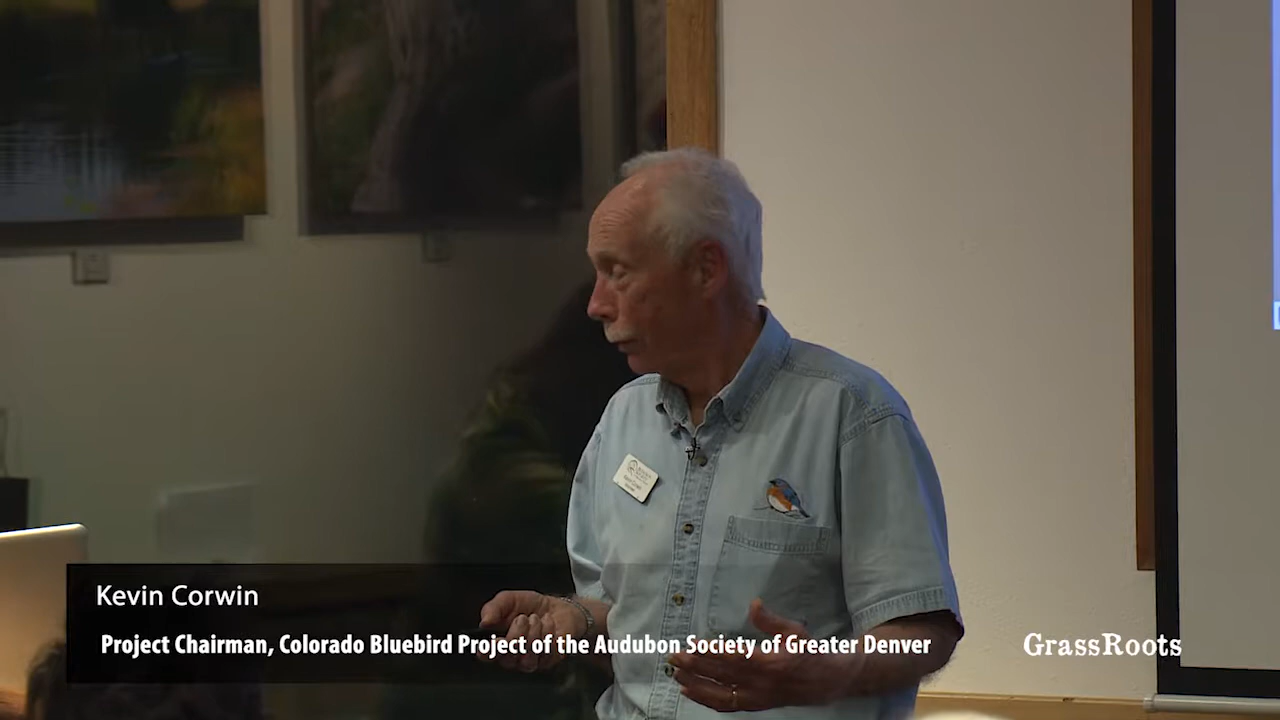 Kevin Corwin
Project Chairman, Colorado Bluebird Project of the Audubon Society of Greater Denver
GrassRoots